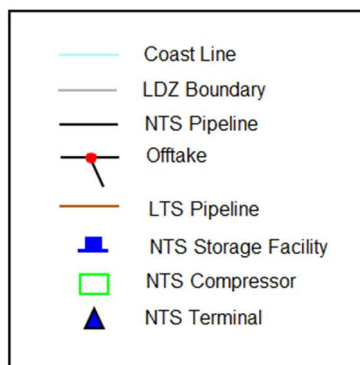 Coast Line
LDZ Boundary
NTS Pipeline
Offtake
LTS Pipeline
NTS Storage Facility
NTS Compressor
NTS Terminal